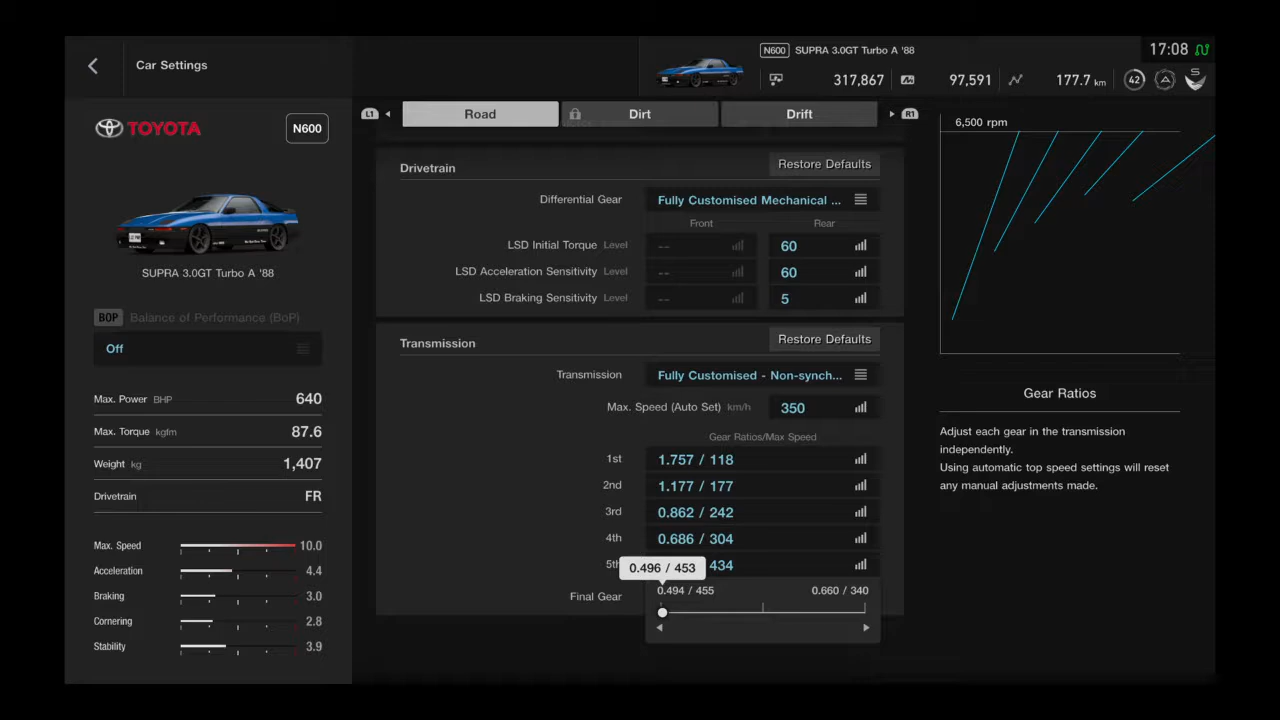 N600 SUPRA 3.0GT Turbo A '88
17:08
Car Settings
317,867
97,591
177.7 km
42
A
S
TOYOTA
N600
SUPRA 3.0GT Turbo A '88
BOP Balance of Performance (BoP)
Off
Max. Power BHP 640
Max. Torque kgfm 87.6
Weight kg 1,407
Drivetrain FR
Max. Speed 10.0
Acceleration 4.4
Braking 3.0
Cornering 2.8
Stability 3.9
L1 Road Dirt Drift R1
Drivetrain Restore Defaults
Differential Gear Fully Customised Mechanical ...
Front Rear
LSD Initial Torque Level -- 60
LSD Acceleration Sensitivity Level -- 60
LSD Braking Sensitivity Level -- 5
Transmission Restore Defaults
Transmission Fully Customised - Non-synch...
Max. Speed (Auto Set) km/h 350
Gear Ratios/Max Speed
1st 1.757 / 118
2nd 1.177 / 177
3rd 0.862 / 242
4th 0.686 / 304
5th 434
0.496 / 453
0.494 / 455 0.660 / 340
Final Gear
6,500 rpm
Gear Ratios
Adjust each gear in the transmission
independently.
Using automatic top speed settings will reset
any manual adjustments made.